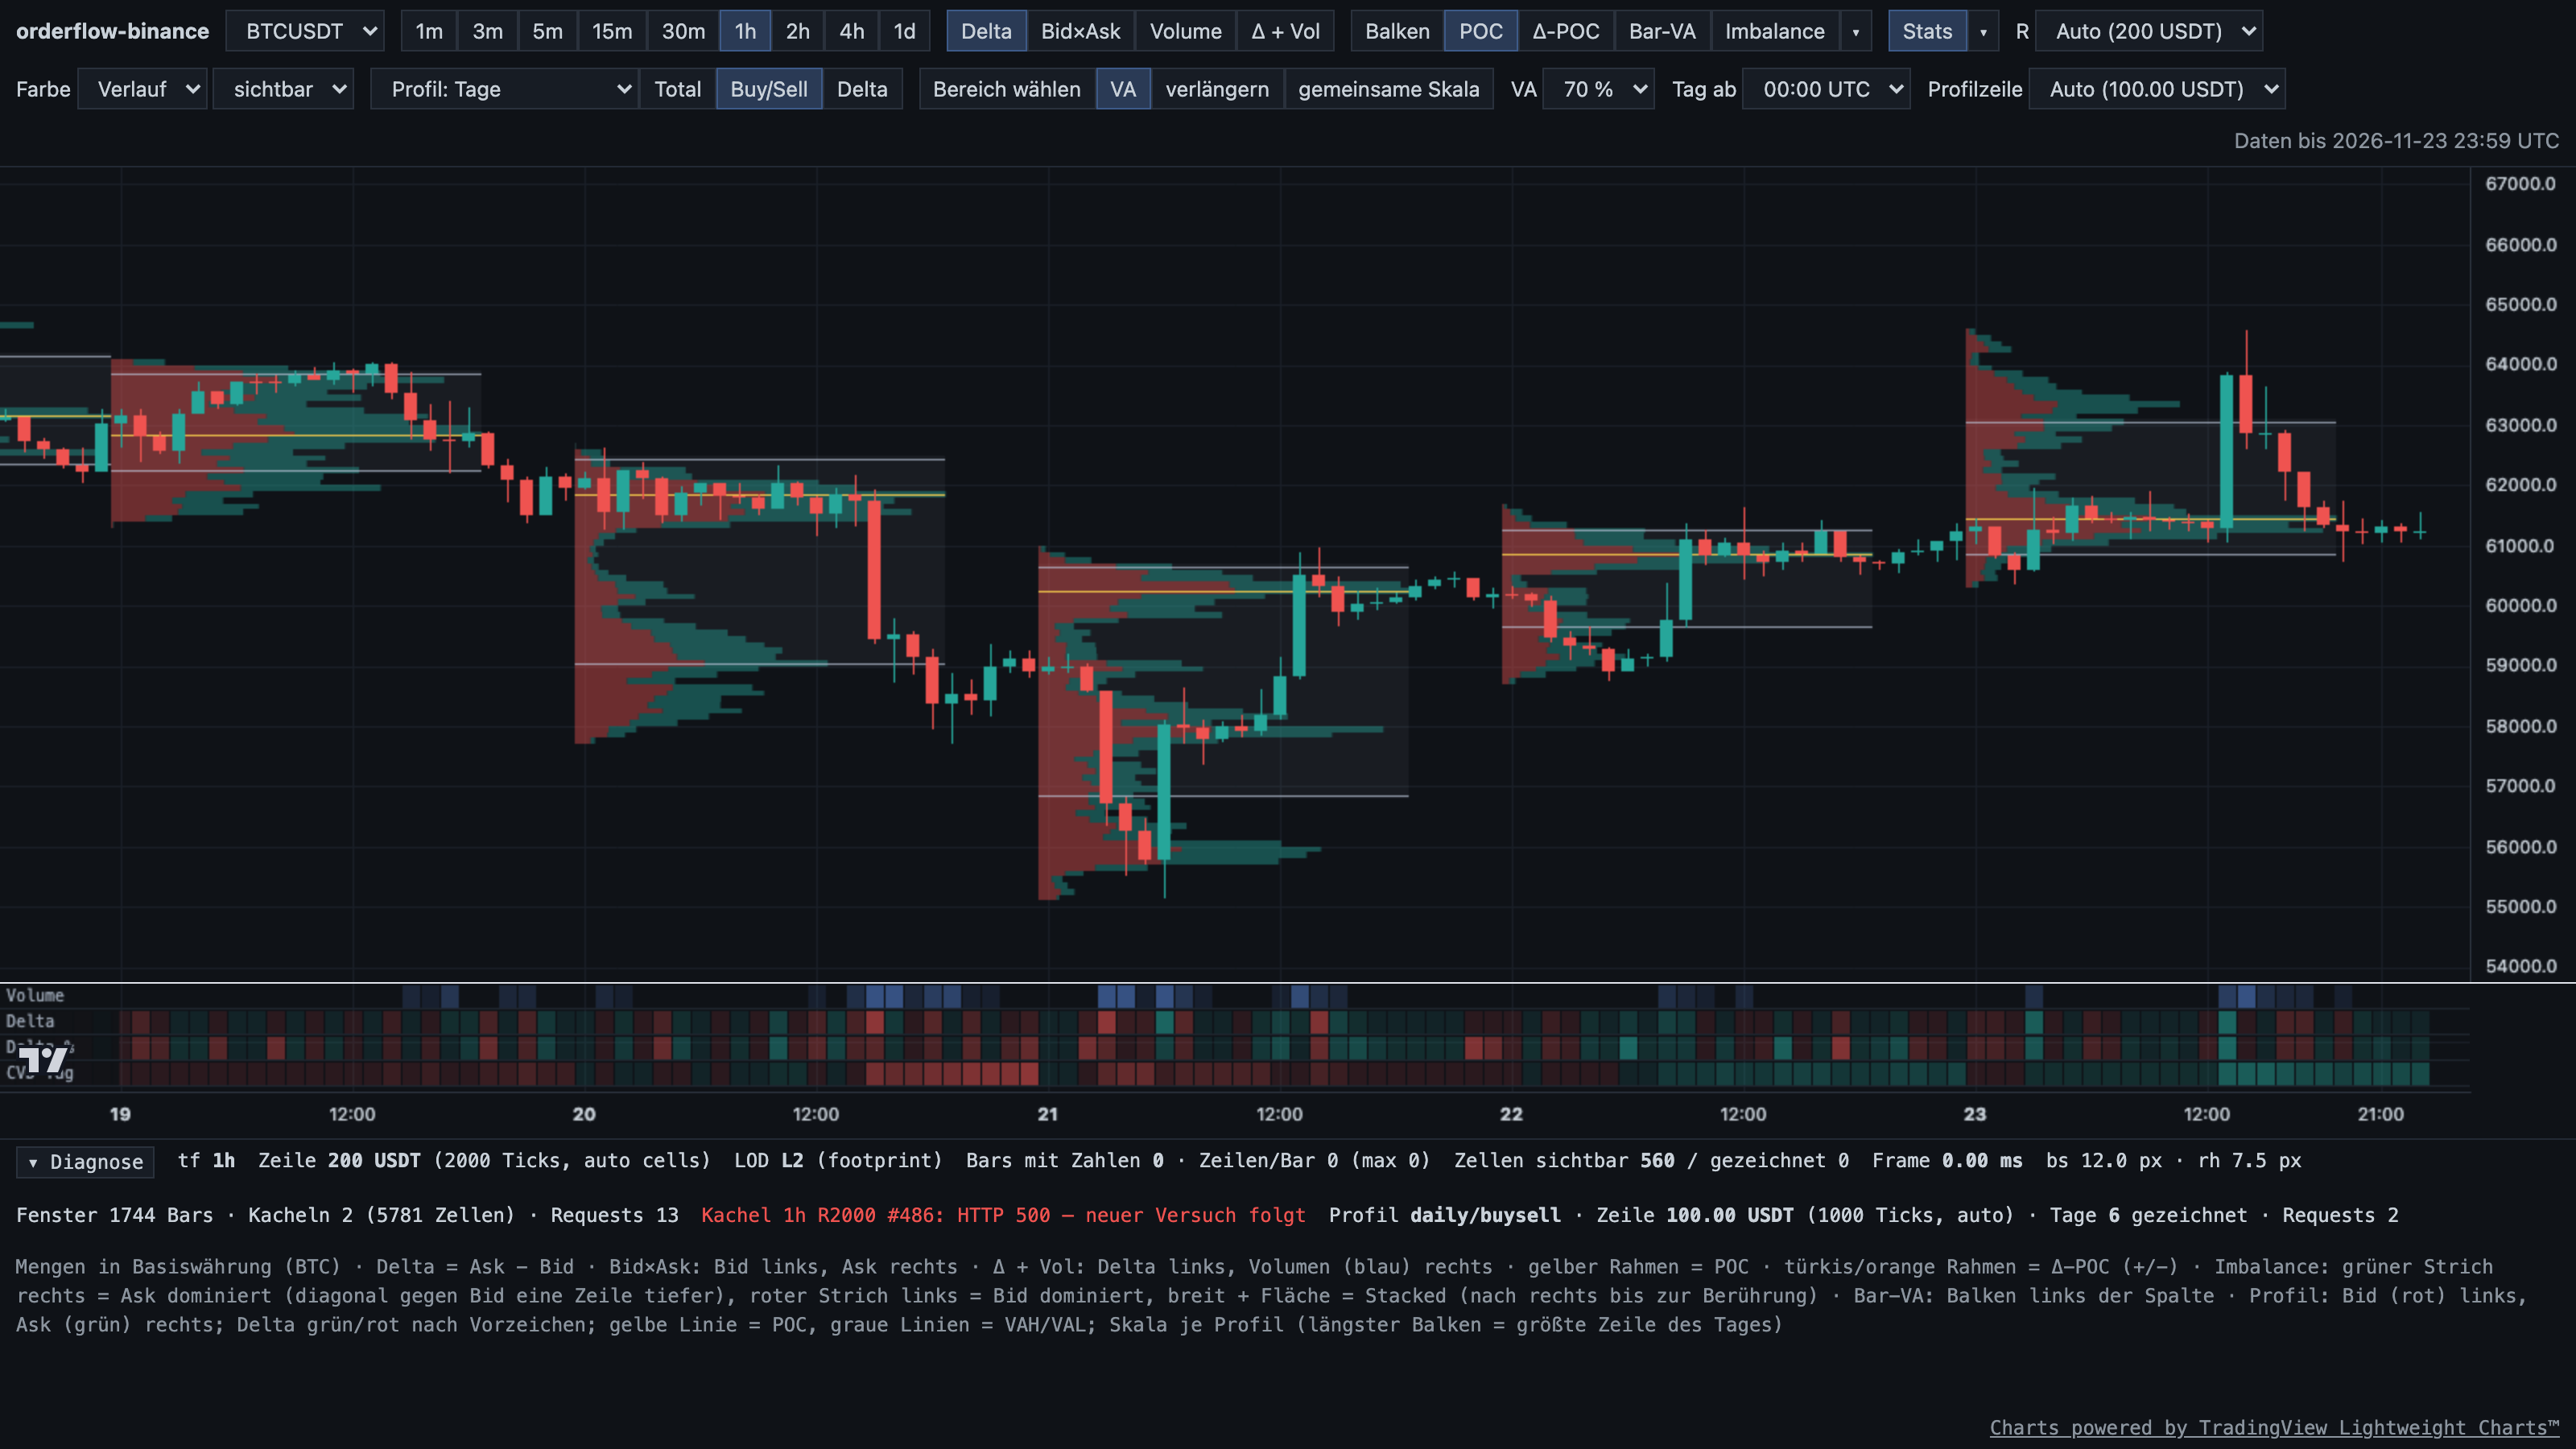 orderflow-binance BTCUSDT 1m 3m 5m 15m 30m 1h 2h 4h 1d Delta Bid×Ask Volume Δ + Vol Balken POC Δ-POC Bar-VA Imbalance ▾ Stats ▾ R Auto (200 USDT)
Farbe Verlauf sichtbar Profil: Tage Total Buy/Sell Delta Bereich wählen VA verlängern gemeinsame Skala VA 70 % Tag ab 00:00 UTC Profilzeile Auto (100.00 USDT)
Daten bis 2026-11-23 23:59 UTC
67000.0
66000.0
65000.0
64000.0
63000.0
62000.0
61000.0
60000.0
59000.0
58000.0
57000.0
56000.0
55000.0
54000.0
Volume
Delta
19 12:00 20 12:00 21 12:00 22 12:00 23 12:00 21:00
▾ Diagnose tf 1h Zeile 200 USDT (2000 Ticks, auto cells) LOD L2 (footprint) Bars mit Zahlen 0 · Zeilen/Bar 0 (max 0) Zellen sichtbar 560 / gezeichnet 0 Frame 0.00 ms bs 12.0 px · rh 7.5 px
Fenster 1744 Bars · Kacheln 2 (5781 Zellen) · Requests 13 Kachel 1h R2000 #486: HTTP 500 — neuer Versuch folgt Profil daily/buysell · Zeile 100.00 USDT (1000 Ticks, auto) · Tage 6 gezeichnet · Requests 2
Mengen in Basiswährung (BTC) · Delta = Ask − Bid · Bid×Ask: Bid links, Ask rechts · Δ + Vol: Delta links, Volumen (blau) rechts · gelber Rahmen = POC · türkis/orange Rahmen = Δ-POC (+/−) · Imbalance: grüner Strich
rechts = Ask dominiert (diagonal gegen Bid eine Zeile tiefer), roter Strich links = Bid dominiert, breit + Fläche = Stacked (nach rechts bis zur Berührung) · Bar-VA: Balken links der Spalte · Profil: Bid (rot) links,
Ask (grün) rechts; Delta grün/rot nach Vorzeichen; gelbe Linie = POC, graue Linien = VAH/VAL; Skala je Profil (längster Balken = größte Zeile des Tages)
Charts powered by TradingView Lightweight Charts™